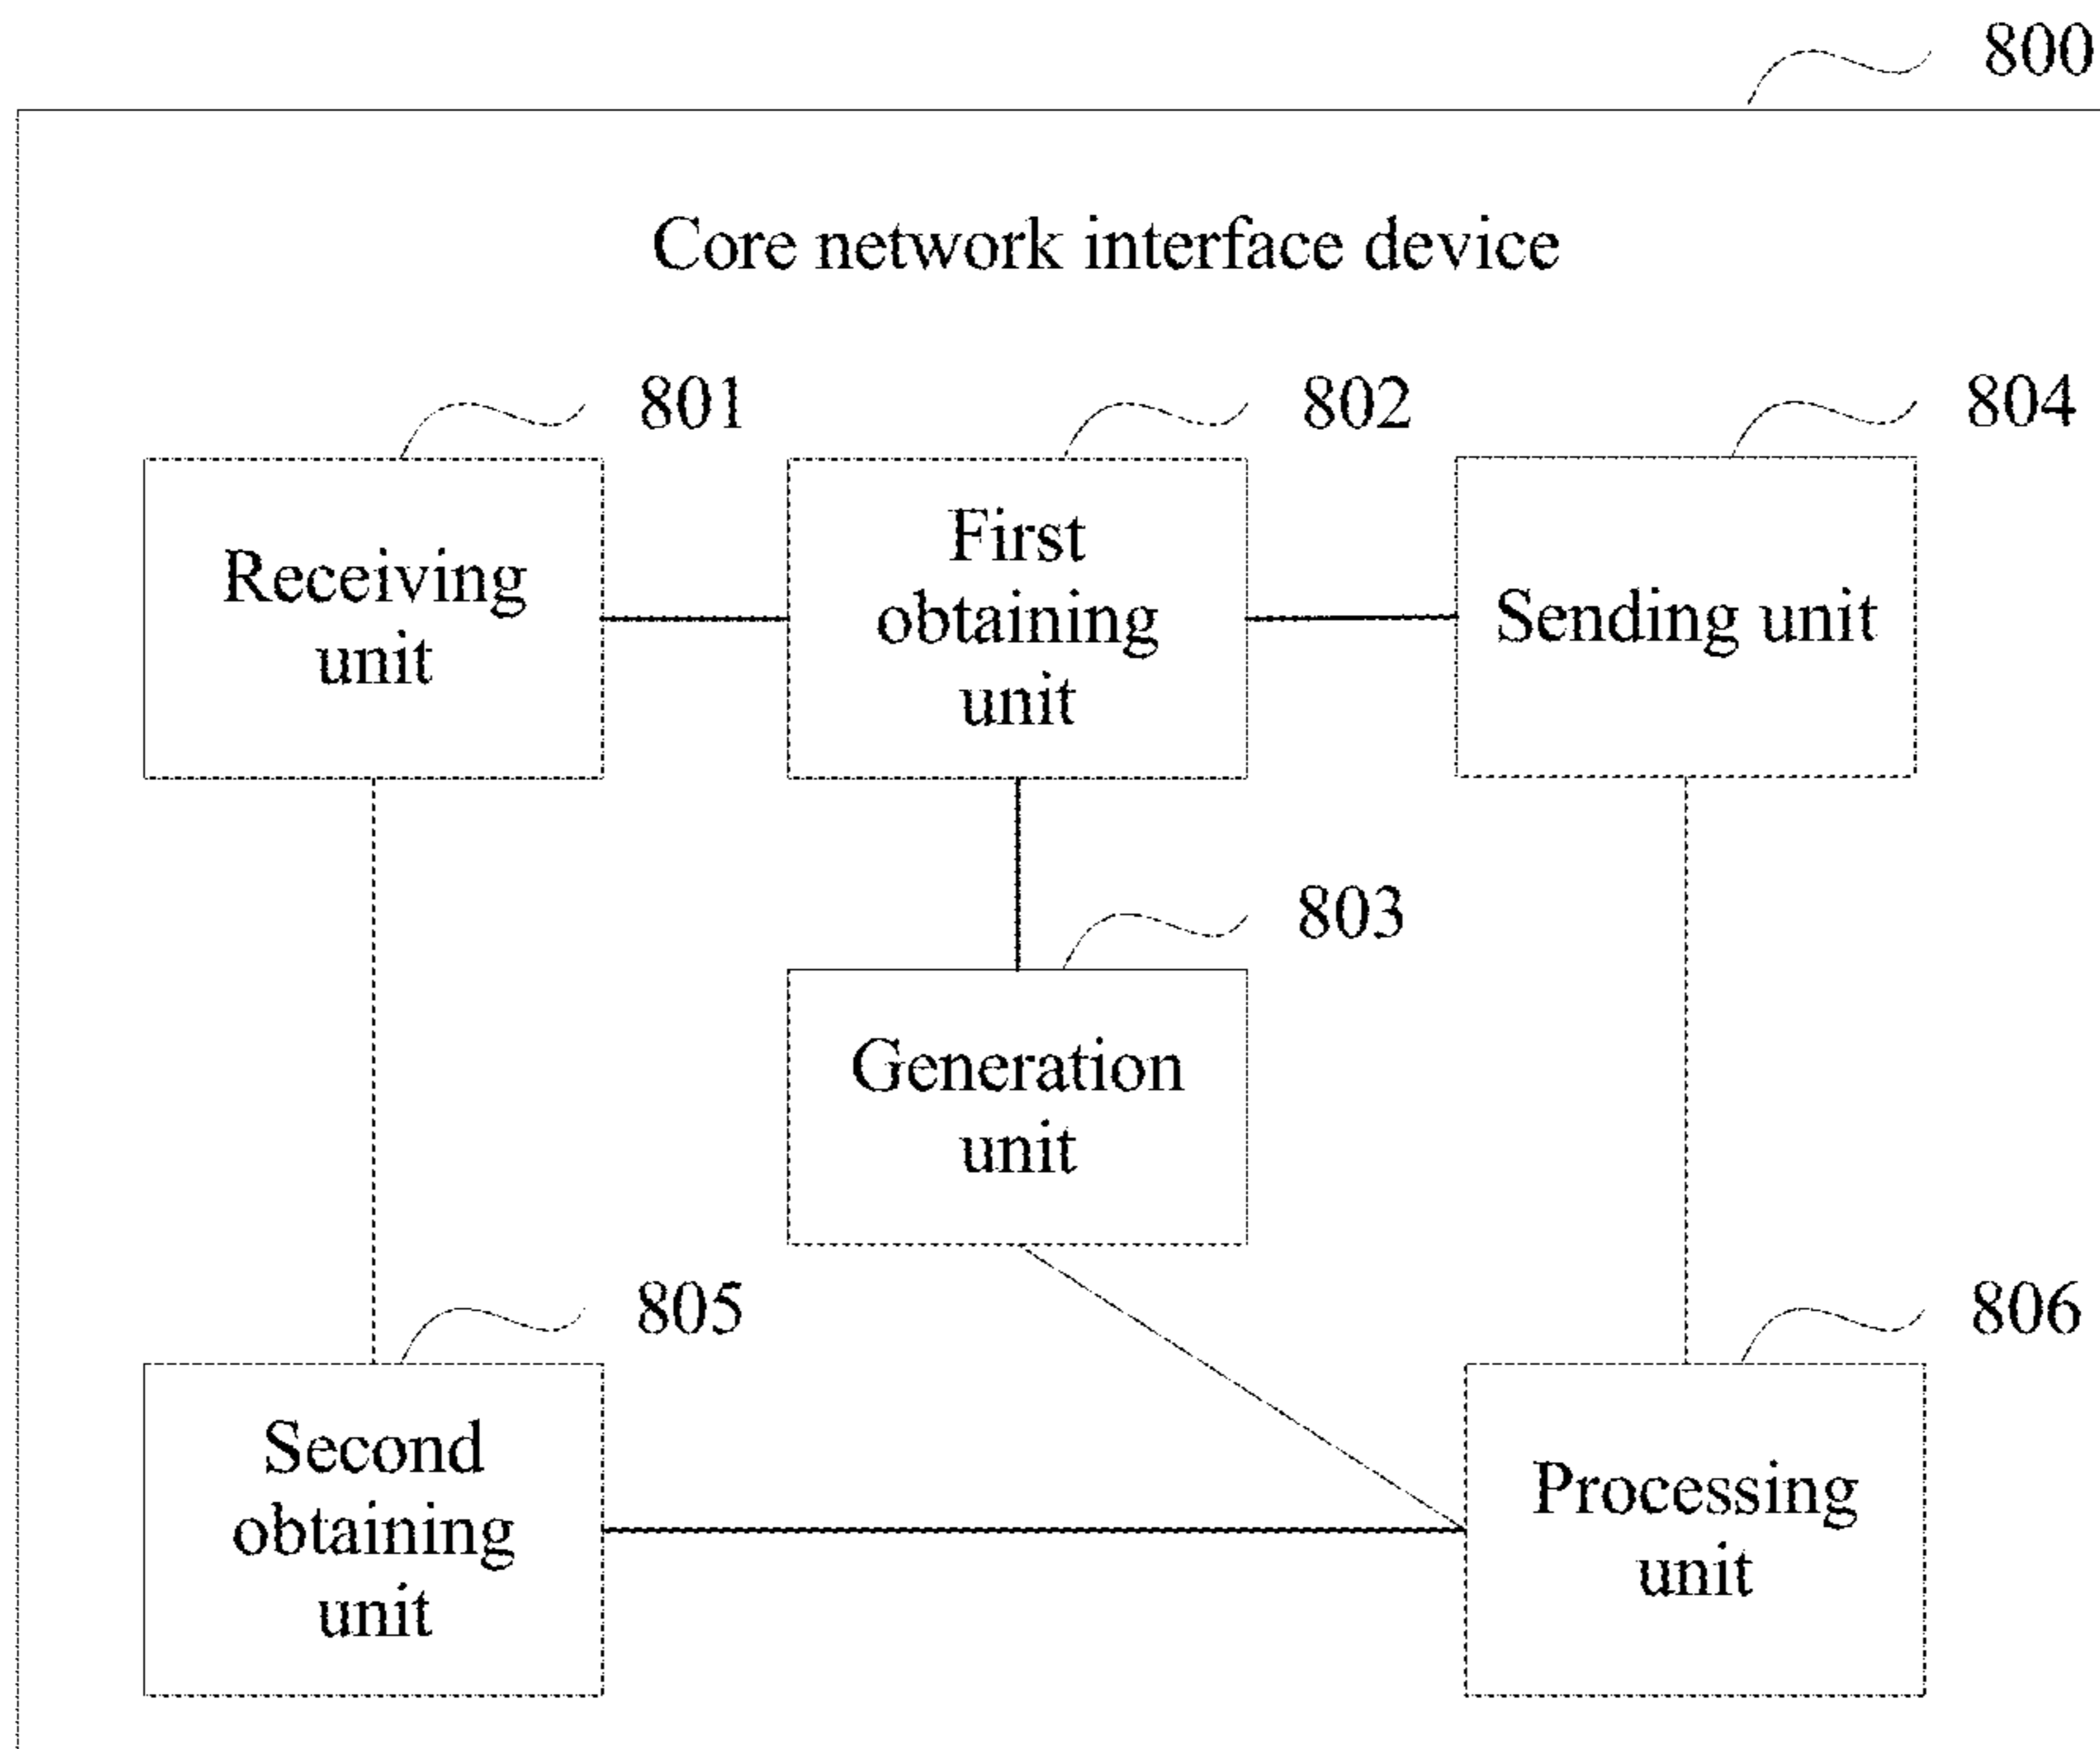 800
Core network interface device
801
802
804
Receiving
unit
First
obtaining
unit
Sending unit
803
Generation
unit
805
806
Second
obtaining
unit
Processing
unit